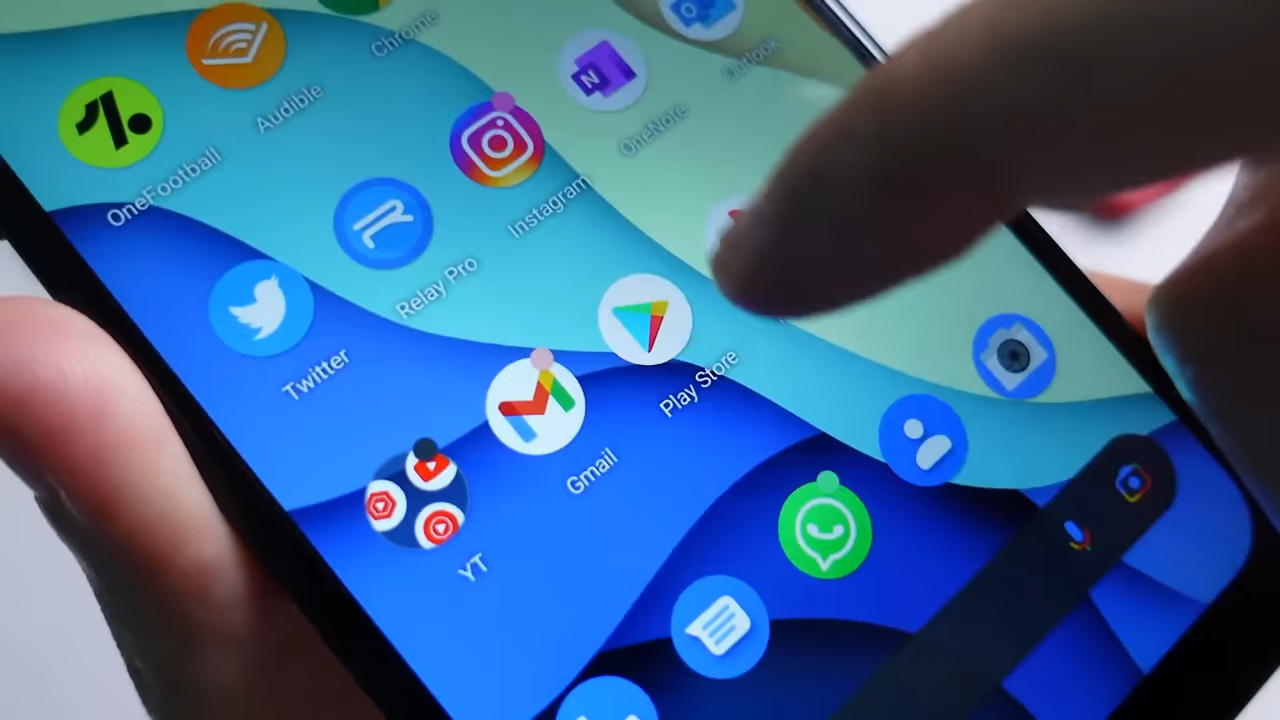 Chrome
Outlook
Audible
OneNote
OneFootball
Instagram
Relay Pro
Twitter
Play Store
Gmail
YT